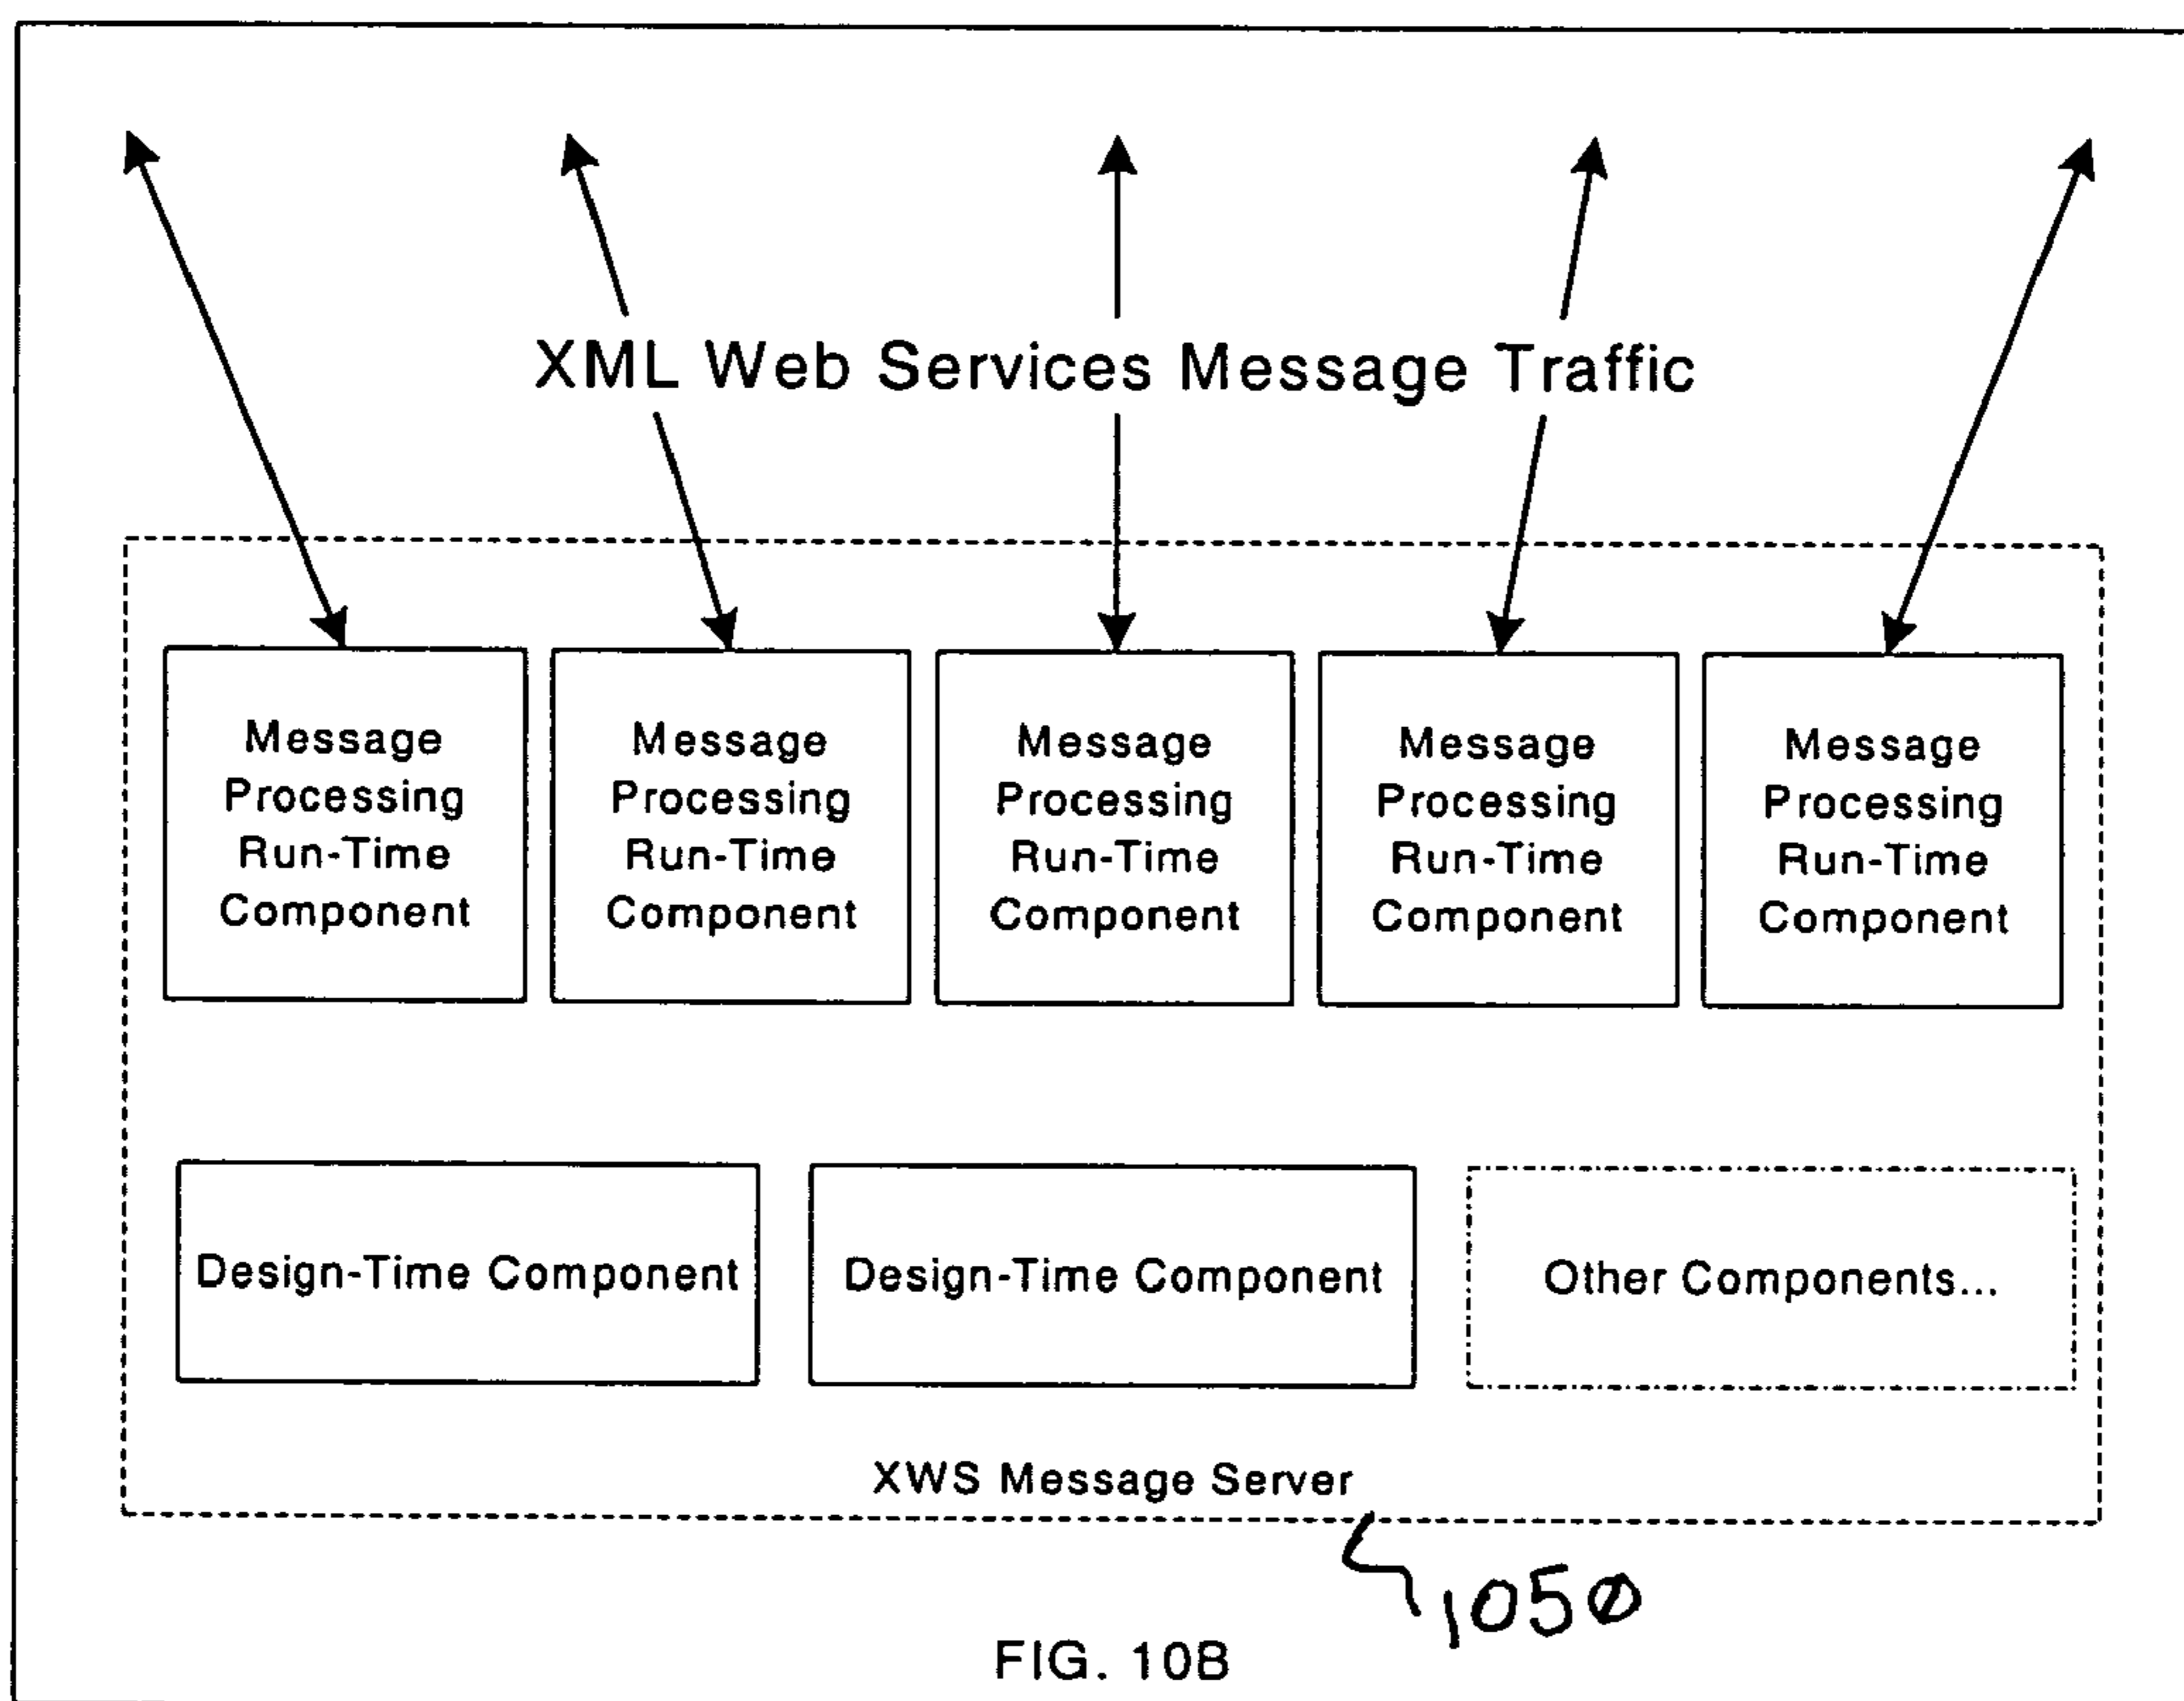 XML Web Services Message Traffic
Message
Processing
Run-Time
Component
Message
Processing
Run-Time
Component
Message
Processing
Run-Time
Component
Message
Processing
Run-Time
Component
Message
Processing
Run-Time
Component
Design-Time Component
Design-Time Component
Other Components...
XWS Message Server
1050
FIG. 10B